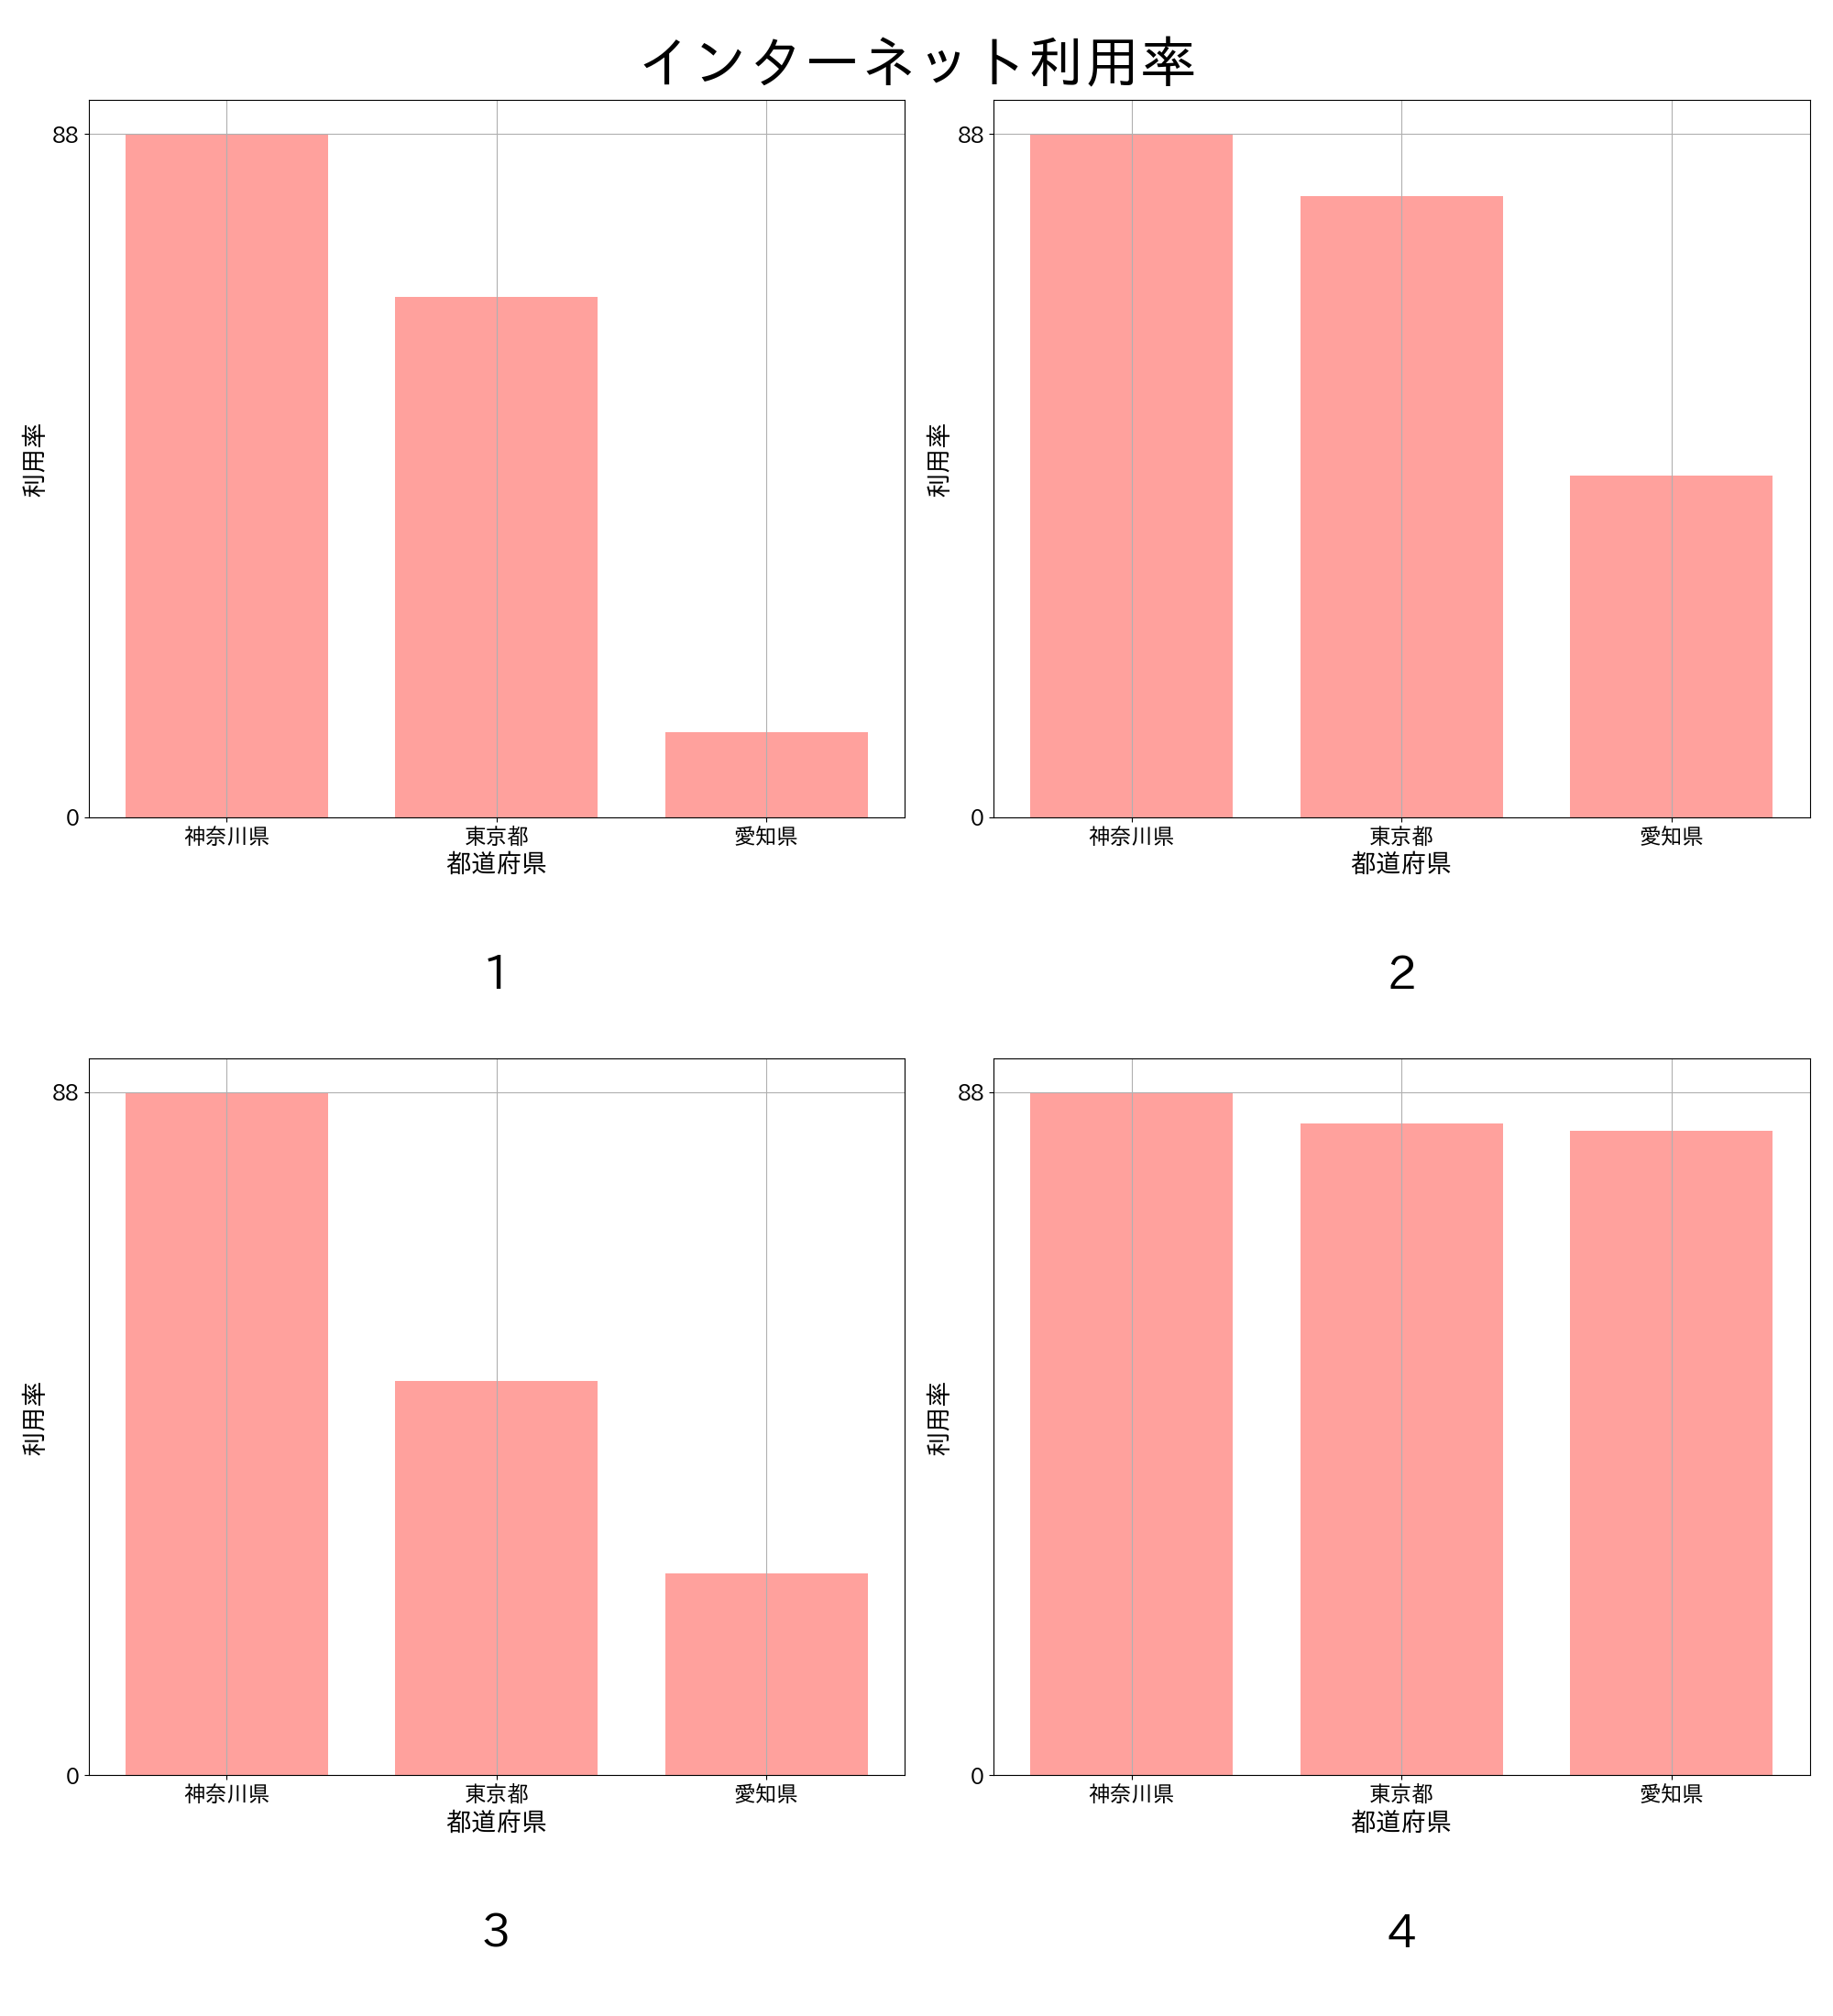 インターネット利用率
88
0
利用率
神奈川県 東京都 愛知県
都道府県
1
88
0
利用率
神奈川県 東京都 愛知県
都道府県
2
88
0
利用率
神奈川県 東京都 愛知県
都道府県
3
88
0
利用率
神奈川県 東京都 愛知県
都道府県
4